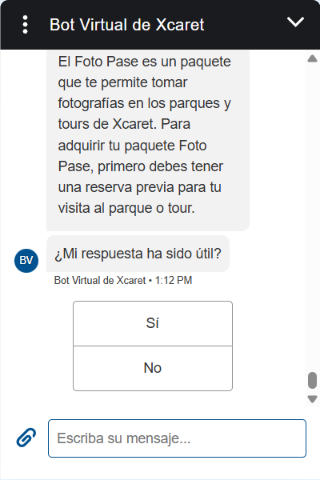 Bot Virtual de Xcaret
El Foto Pase es un paquete
que te permite tomar
fotografías en los parques y
tours de Xcaret. Para
adquirir tu paquete Foto
Pase, primero debes tener
una reserva previa para tu
visita al parque o tour.
BV
¿Mi respuesta ha sido útil?
Bot Virtual de Xcaret • 1:12 PM
Sí
No
Escriba su mensaje...